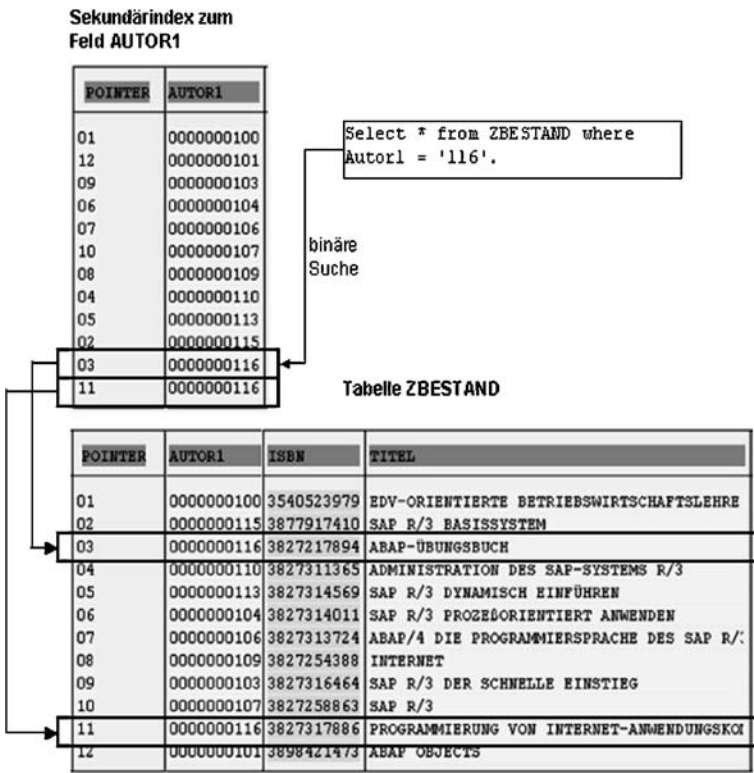 Sekundärindex zum
Feld AUTOR1
POINTER AUTOR1
01 0000000100
12 0000000101
09 0000000103
06 0000000104
07 0000000106
10 0000000107
08 0000000109
04 0000000110
05 0000000113
02 0000000115
03 0000000116
11 0000000116
Select * from ZBESTAND where
Autor1 = '116'.
binäre
Suche
Tabelle ZBESTAND
POINTER AUTOR1 ISBN TITEL
01 0000000100 3540523979 EDV-ORIENTIERTE BETRIEBSWIRTSCHAFTSLEHRE
02 0000000115 3877917410 SAP R/3 BASISSYSTEM
03 0000000116 3827217894 ABAP-ÜBUNGSBUCH
04 0000000110 3827311365 ADMINISTRATION DES SAP-SYSTEMS R/3
05 0000000113 3827314569 SAP R/3 DYNAMISCH EINFÜHREN
06 0000000104 3827314011 SAP R/3 PROZEßORIENTIERT ANWENDEN
07 0000000106 3827313724 ABAP/4 DIE PROGRAMMIERSPRACHE DES SAP R/
08 0000000109 3827254388 INTERNET
09 0000000103 3827316464 SAP R/3 DER SCHNELLE EINSTIEG
10 0000000107 3827258863 SAP R/3
11 0000000116 3827317886 PROGRAMMIERUNG VON INTERNET-ANWENDUNGSKO
12 0000000101 3898421473 ABAP OBJECTS